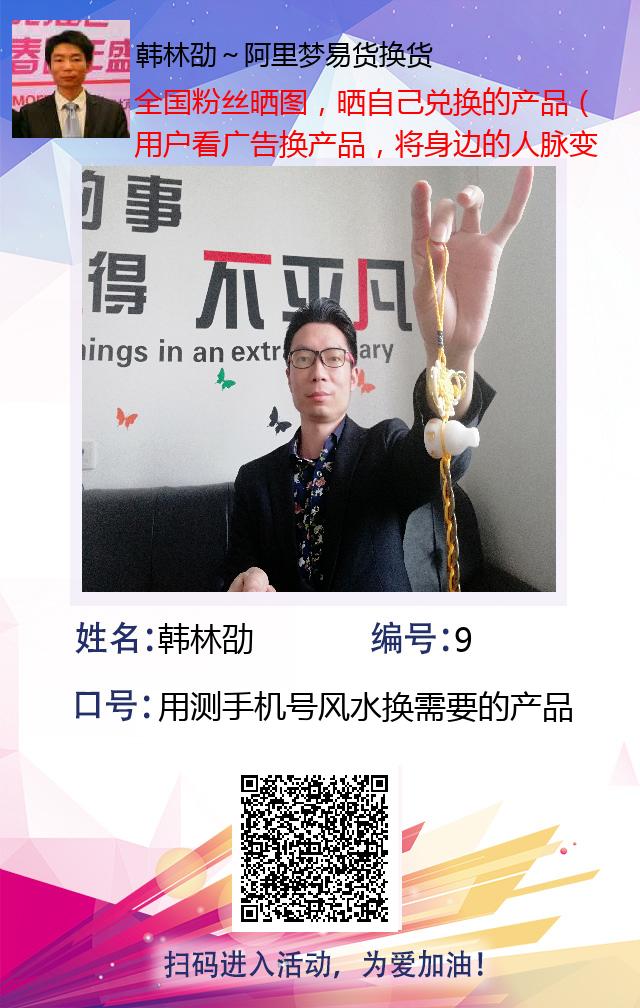 韩林劭～阿里梦易货换货
全国粉丝晒图，晒自己兑换的产品（
用户看广告换产品，将身边的人脉变
的事
得 不平凡
ings in an extr ary
姓名:韩林劭 编号:9
口号:用测手机号风水换需要的产品
扫码进入活动，为爱加油！